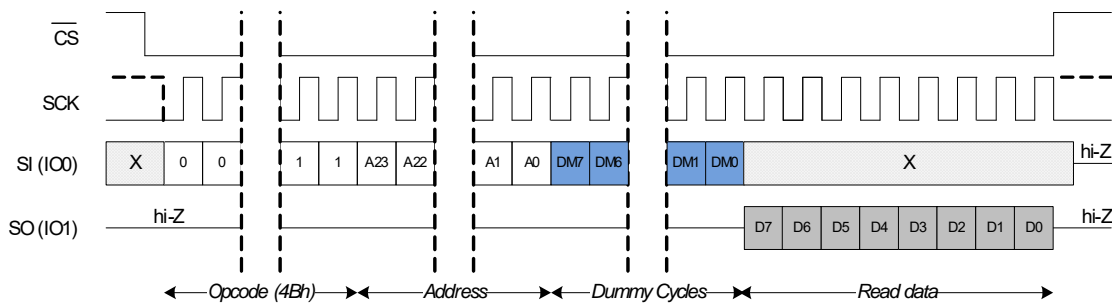 CS
SCK
SI (IO0) X 0 0 1 1 A23 A22 A1 A0 DM7 DM6 DM1 DM0 X hi-Z
SO (IO1) hi-Z D7 D6 D5 D4 D3 D2 D1 D0 hi-Z
Opcode (4Bh) Address Dummy Cycles Read data